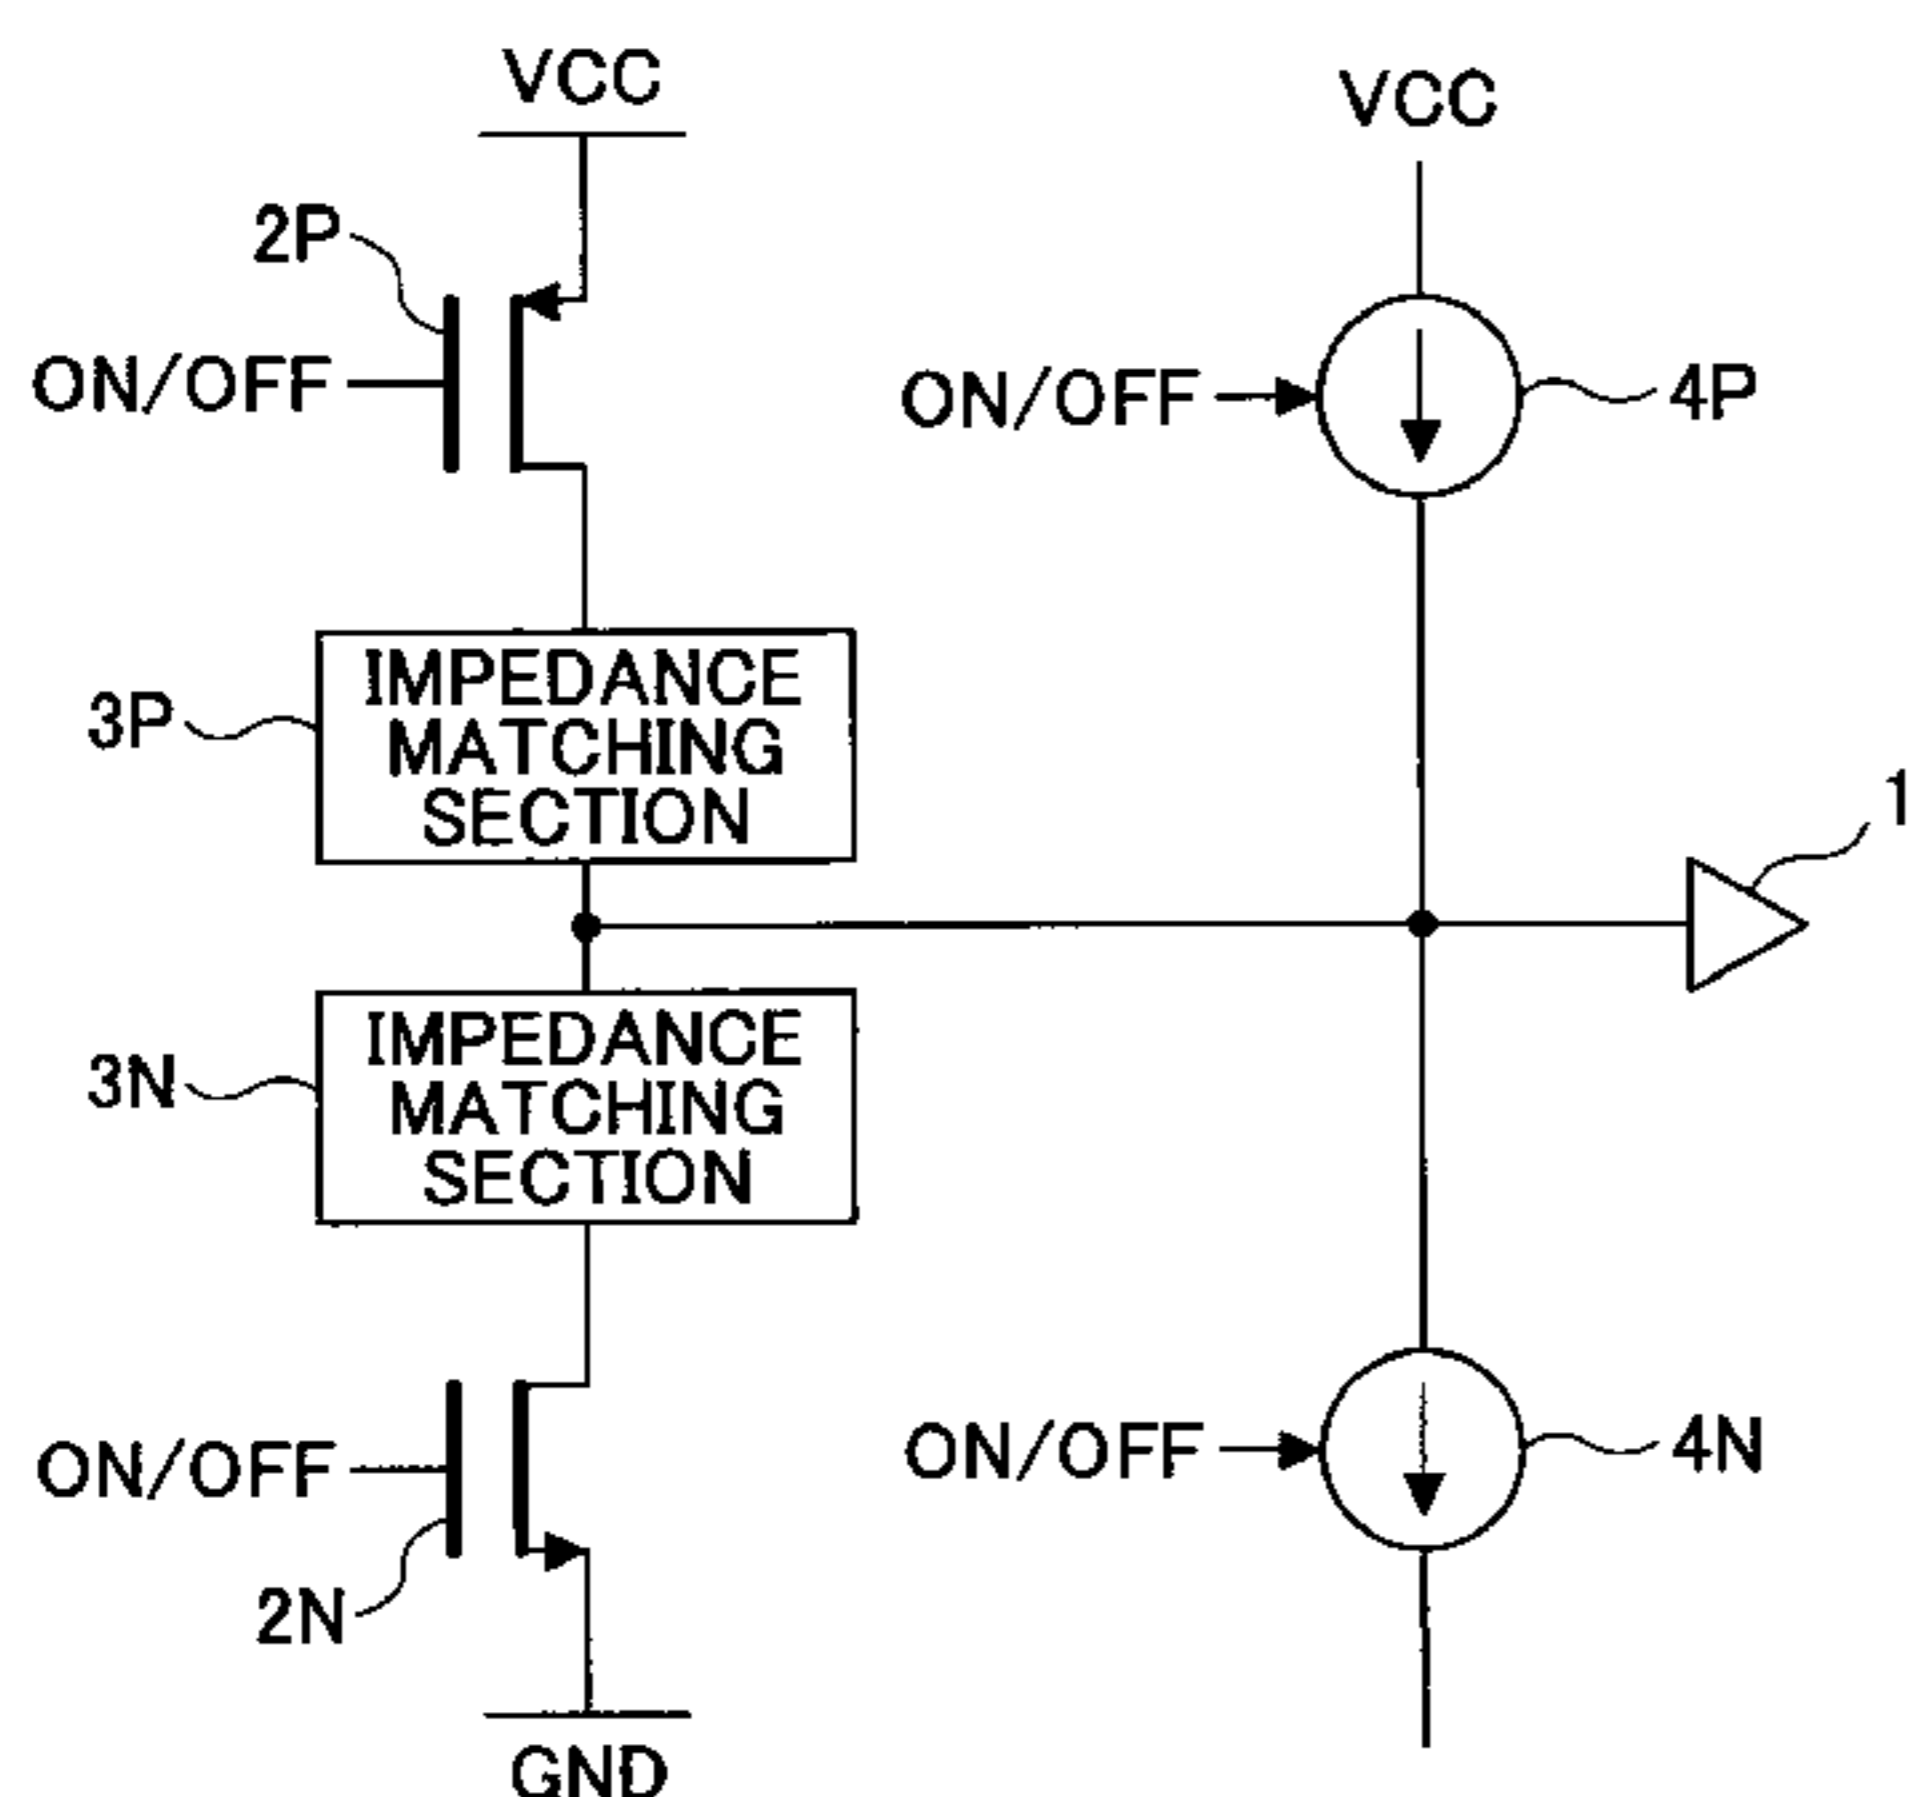 VCC
VCC
2P
ON/OFF
ON/OFF
4P
3P
IMPEDANCE
MATCHING
SECTION
1
3N
IMPEDANCE
MATCHING
SECTION
ON/OFF
ON/OFF
4N
2N
GND